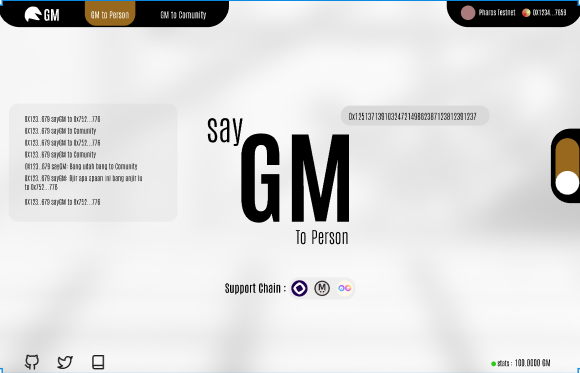 GM
GM to Person
GM to Comunity
Pharos Testnet
0X1234...7659
0X123..679 sayGM to 0x752...776
0X123..679 sayGM to Comunity
0X123..679 sayGM to 0x752...776
0X123..679 sayGM to Comunity
0X123..679 sayGM: Bang udah bang to Comunity
0X123..679 sayGM: Bjir apa apaan ini bang anjir to
to 0x752...776
0X123..679 sayGM to 0x752...776
say
GM
To Person
Support Chain :
M
stats : 100.0000 GM